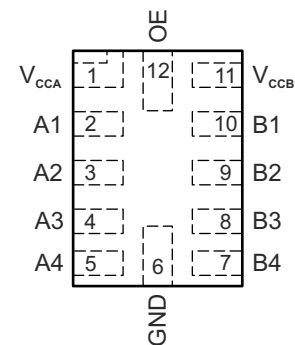 OE
VCCA 1 12 11 VCCB
A1 2 10 B1
A2 3 9 B2
A3 4 8 B3
A4 5 6 7 B4
GND